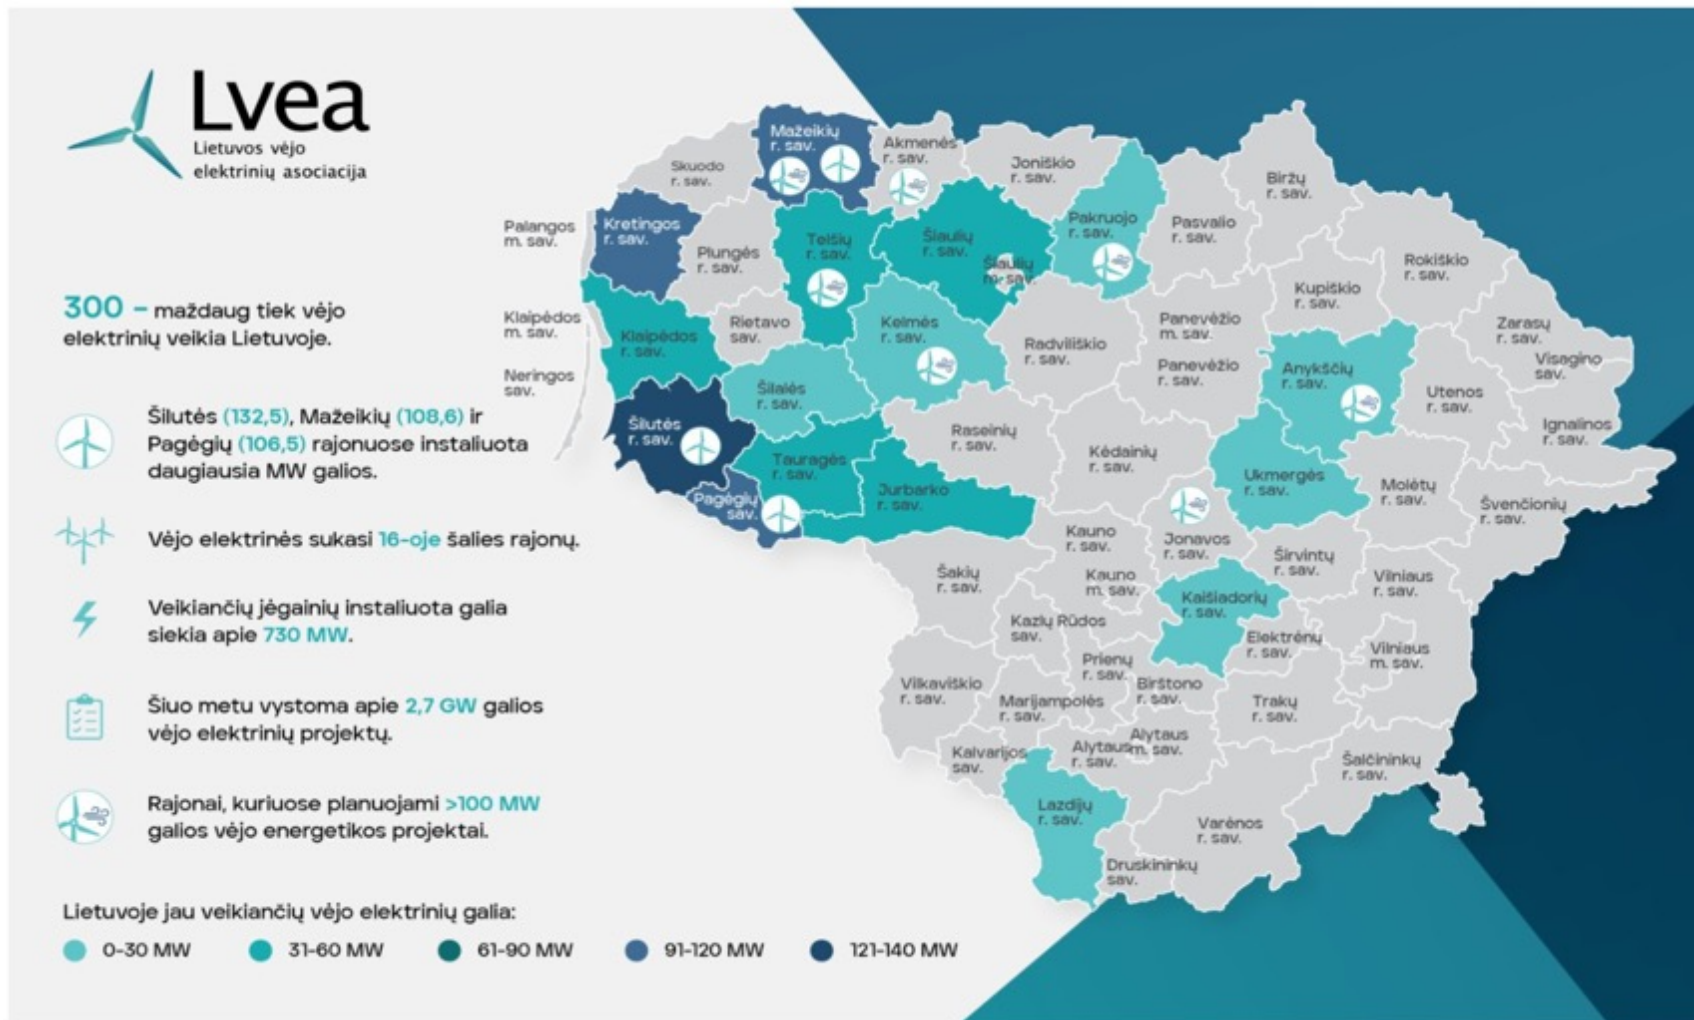 Lvea
Lietuvos vėjo
elektrinių asociacija
300 – maždaug tiek vėjo
elektrinių veikia Lietuvoje.
Šilutės (132,5), Mažeikių (108,6) ir
Pagėgių (106,5) rajonuose instaliuota
daugiausia MW galios.
Vėjo elektrinės sukasi 16-oje šalies rajonų.
Veikiančių jėgainių instaliuota galia
siekia apie 730 MW.
Šiuo metu vystoma apie 2,7 GW galios
vėjo elektrinių projektų.
Rajonai, kuriuose planuojami >100 MW
galios vėjo energetikos projektai.
Lietuvoje jau veikiančių vėjo elektrinių galia:
0-30 MW
31-60 MW
61-90 MW
91-120 MW
121-140 MW
Skuodo
r. sav.
Mažeikių
r. sav.
Akmenės
r. sav.
Joniškio
r. sav.
Biržų
r. sav.
Palangos
m. sav.
Kretingos
r. sav.
Plungės
r. sav.
Telšių
r. sav.
Šiaulių
r. sav.
Šiaulių
m. sav.
Pakruojo
r. sav.
Pasvalio
r. sav.
Rokiškio
r. sav.
Kupiškio
r. sav.
Klaipėdos
m. sav.
Klaipėdos
r. sav.
Rietavo
sav.
Kelmės
r. sav.
Radviliškio
r. sav.
Panevėžio
m. sav.
Panevėžio
r. sav.
Anykščių
r. sav.
Zarasų
r. sav.
Visagino
sav.
Utenos
r. sav.
Ignalinos
r. sav.
Neringos
sav.
Šilalės
r. sav.
Šilutės
r. sav.
Raseinių
r. sav.
Kėdainių
r. sav.
Ukmergės
r. sav.
Molėtų
r. sav.
Švenčionių
r. sav.
Tauragės
r. sav.
Jurbarko
r. sav.
Pagėgių
sav.
Kauno
r. sav.
Jonavos
r. sav.
Širvintų
r. sav.
Vilniaus
r. sav.
Šakių
r. sav.
Kauno
m. sav.
Kaišiadorių
r. sav.
Kazlų Rūdos
sav.
Elektrėnų
r. sav.
Vilniaus
m. sav.
Prienų
r. sav.
Vilkaviškio
r. sav.
Marijampolės
r. sav.
Birštono
r. sav.
Trakų
r. sav.
Kalvarijos
sav.
Alytaus
r. sav.
Alytaus
m. sav.
Šalčininkų
r. sav.
Lazdijų
r. sav.
Varėnos
r. sav.
Druskininkų
sav.